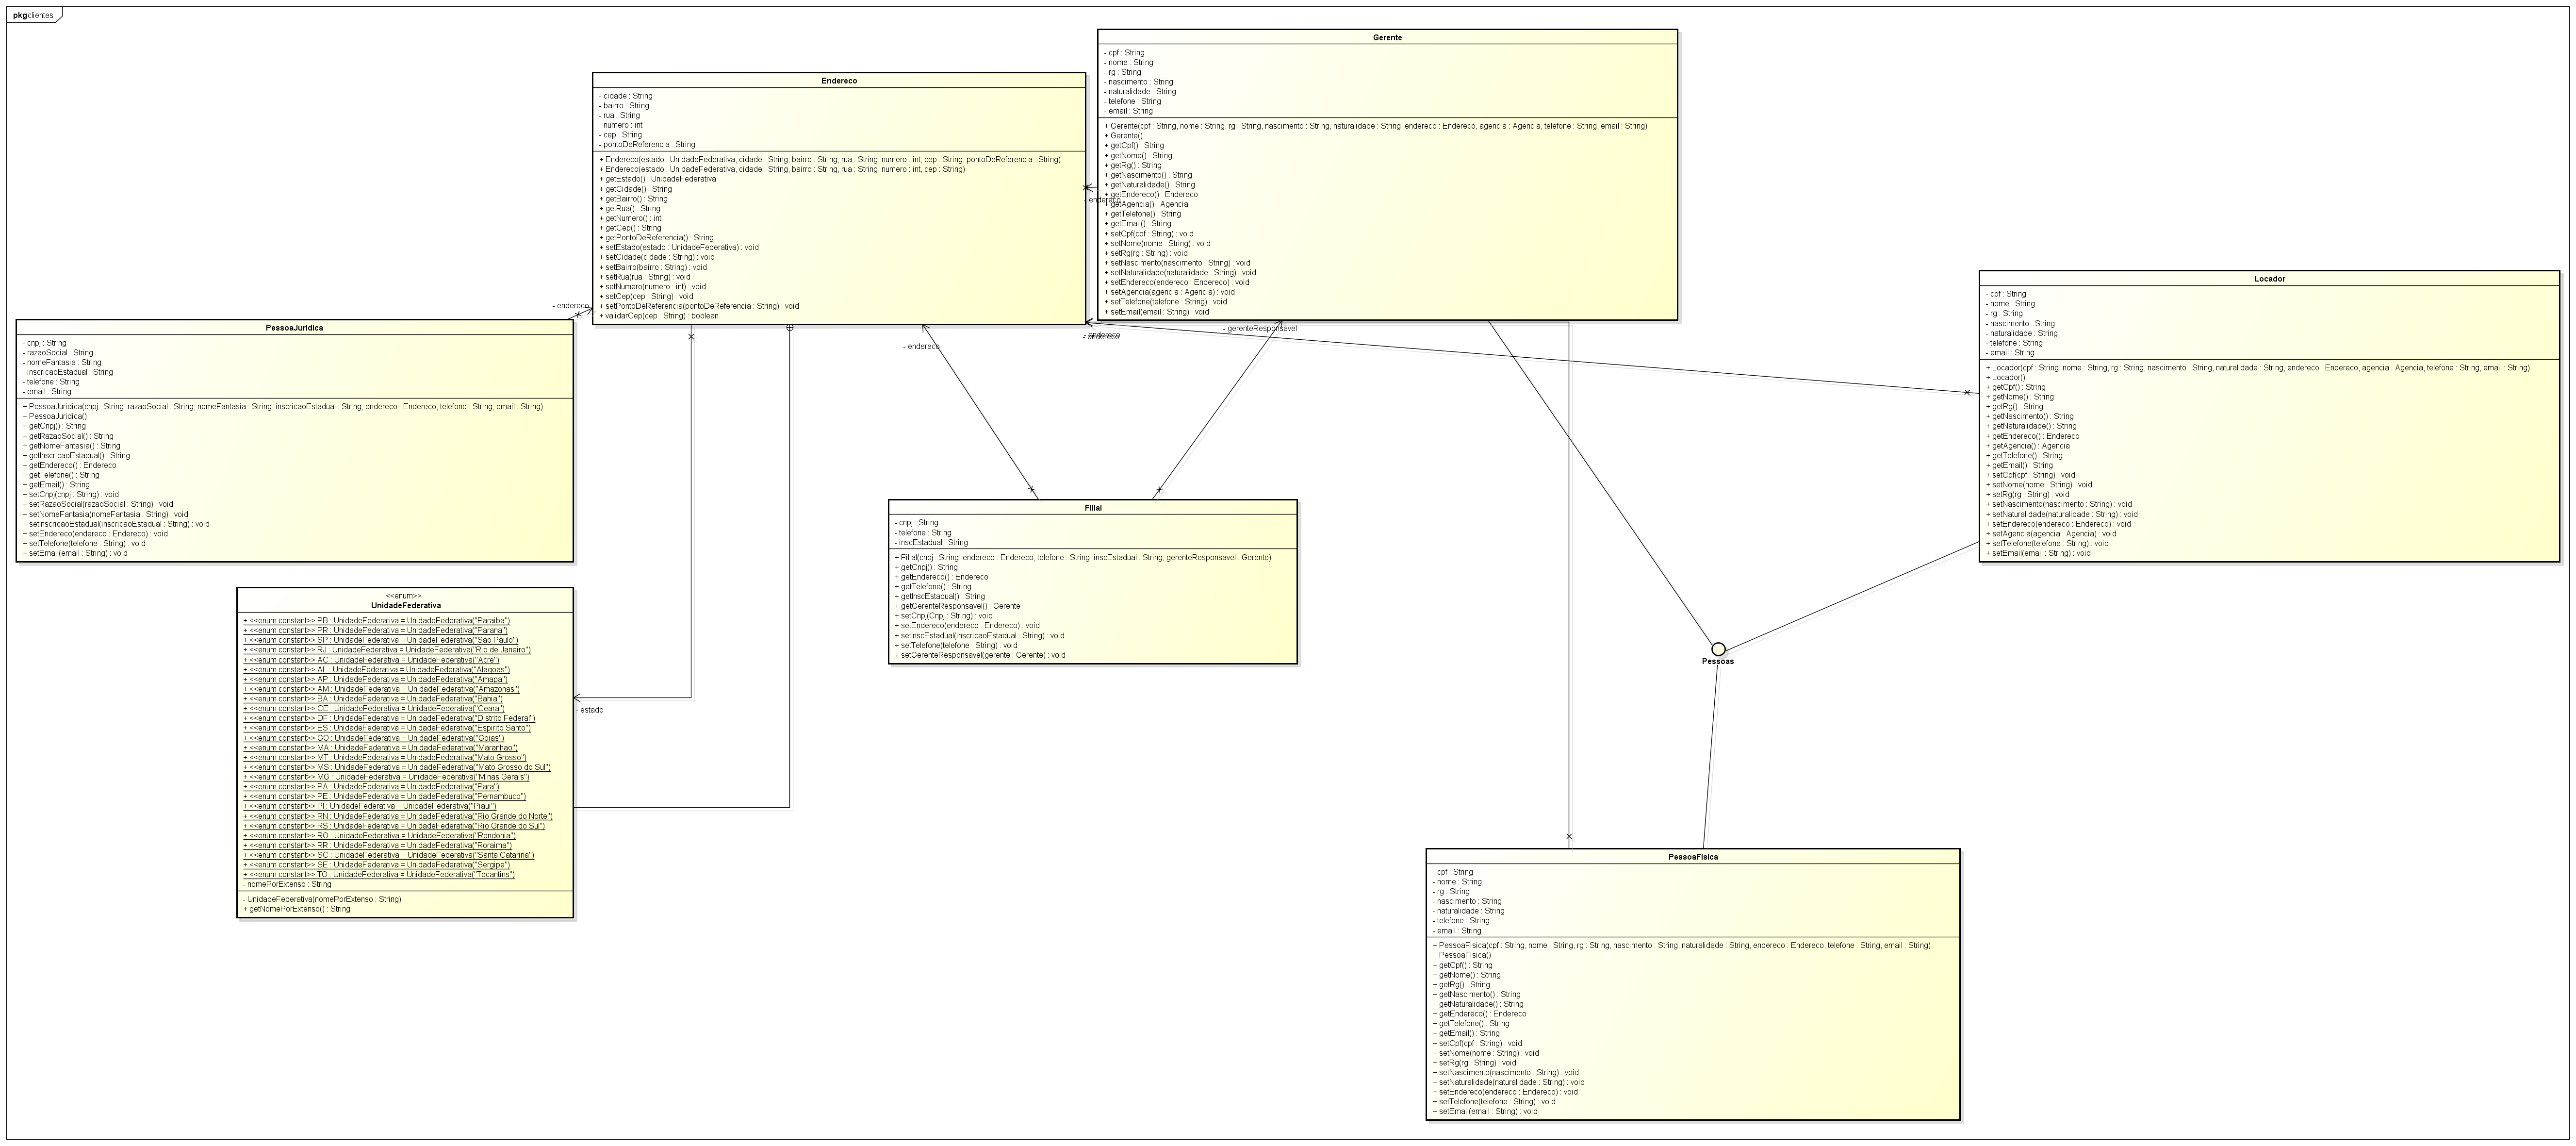 pkg clientes
Gerente
- cpf : String
- nome : String
- rg : String
- nascimento : String
- naturalidade : String
- telefone : String
- email : String
+ Gerente(cpf : String, nome : String, rg : String, nascimento : String, naturalidade : String, endereco : Endereco, agencia : Agencia, telefone : String, email : String)
+ Gerente()
+ getCpf() : String
+ getNome() : String
+ getRg() : String
+ getNascimento() : String
+ getNaturalidade() : String
+ getEndereco() : Endereco
+ getAgencia() : Agencia
+ getTelefone() : String
+ getEmail() : String
+ setCpf(cpf : String) : void
+ setNome(nome : String) : void
+ setRg(rg : String) : void
+ setNascimento(nascimento : String) : void
+ setNaturalidade(naturalidade : String) : void
+ setEndereco(endereco : Endereco) : void
+ setAgencia(agencia : Agencia) : void
+ setTelefone(telefone : String) : void
+ setEmail(email : String) : void
Endereco
- cidade : String
- bairro : String
- rua : String
- numero : int
- cep : String
- pontoDeReferencia : String
+ Endereco(estado : UnidadeFederativa, cidade : String, bairro : String, rua : String, numero : int, cep : String, pontoDeReferencia : String)
+ Endereco(estado : UnidadeFederativa, cidade : String, bairro : String, rua : String, numero : int, cep : String)
+ getEstado() : UnidadeFederativa
+ getCidade() : String
+ getBairro() : String
+ getRua() : String
+ getNumero() : int
+ getCep() : String
+ getPontoDeReferencia() : String
+ setEstado(estado : UnidadeFederativa) : void
+ setCidade(cidade : String) : void
+ setBairro(bairro : String) : void
+ setRua(rua : String) : void
+ setNumero(numero : int) : void
+ setCep(cep : String) : void
+ setPontoDeReferencia(pontoDeReferencia : String) : void
+ validarCep(cep : String) : boolean
- endereco
- endereco
- endereco
- endereco
- endereco
- gerenteResponsavel
Locador
- cpf : String
- nome : String
- rg : String
- nascimento : String
- naturalidade : String
- telefone : String
- email : String
+ Locador(cpf : String, nome : String, rg : String, nascimento : String, naturalidade : String, endereco : Endereco, agencia : Agencia, telefone : String, email : String)
+ Locador()
+ getCpf() : String
+ getNome() : String
+ getRg() : String
+ getNascimento() : String
+ getNaturalidade() : String
+ getEndereco() : Endereco
+ getAgencia() : Agencia
+ getTelefone() : String
+ getEmail() : String
+ setCpf(cpf : String) : void
+ setNome(nome : String) : void
+ setRg(rg : String) : void
+ setNascimento(nascimento : String) : void
+ setNaturalidade(naturalidade : String) : void
+ setEndereco(endereco : Endereco) : void
+ setAgencia(agencia : Agencia) : void
+ setTelefone(telefone : String) : void
+ setEmail(email : String) : void
PessoaJuridica
- cnpj : String
- razaoSocial : String
- nomeFantasia : String
- inscricaoEstadual : String
- telefone : String
- email : String
+ PessoaJuridica(cnpj : String, razaoSocial : String, nomeFantasia : String, inscricaoEstadual : String, endereco : Endereco, telefone : String, email : String)
+ PessoaJuridica()
+ getCnpj() : String
+ getRazaoSocial() : String
+ getNomeFantasia() : String
+ getInscricaoEstadual() : String
+ getEndereco() : Endereco
+ getTelefone() : String
+ getEmail() : String
+ setCnpj(cnpj : String) : void
+ setRazaoSocial(razaoSocial : String) : void
+ setNomeFantasia(nomeFantasia : String) : void
+ setInscricaoEstadual(inscricaoEstadual : String) : void
+ setEndereco(endereco : Endereco) : void
+ setTelefone(telefone : String) : void
+ setEmail(email : String) : void
Filial
- cnpj : String
- telefone : String
- inscEstadual : String
+ Filial(cnpj : String, endereco : Endereco, telefone : String, inscEstadual : String, gerenteResponsavel : Gerente)
+ getCnpj() : String
+ getEndereco() : Endereco
+ getTelefone() : String
+ getInscEstadual() : String
+ getGerenteResponsavel() : Gerente
+ setCnpj(Cnpj : String) : void
+ setEndereco(endereco : Endereco) : void
+ setInscEstadual(inscricaoEstadual : String) : void
+ setTelefone(telefone : String) : void
+ setGerenteResponsavel(gerente : Gerente) : void
<<enum>>
UnidadeFederativa
+ <<enum constant>> PB : UnidadeFederativa = UnidadeFederativa("Paraiba")
+ <<enum constant>> PR : UnidadeFederativa = UnidadeFederativa("Parana")
+ <<enum constant>> SP : UnidadeFederativa = UnidadeFederativa("Sao Paulo")
+ <<enum constant>> RJ : UnidadeFederativa = UnidadeFederativa("Rio de Janeiro")
+ <<enum constant>> AC : UnidadeFederativa = UnidadeFederativa("Acre")
+ <<enum constant>> AL : UnidadeFederativa = UnidadeFederativa("Alagoas")
+ <<enum constant>> AP : UnidadeFederativa = UnidadeFederativa("Amapa")
+ <<enum constant>> AM : UnidadeFederativa = UnidadeFederativa("Amazonas")
+ <<enum constant>> BA : UnidadeFederativa = UnidadeFederativa("Bahia")
+ <<enum constant>> CE : UnidadeFederativa = UnidadeFederativa("Ceara")
+ <<enum constant>> DF : UnidadeFederativa = UnidadeFederativa("Distrito Federal")
+ <<enum constant>> ES : UnidadeFederativa = UnidadeFederativa("Espirito Santo")
+ <<enum constant>> GO : UnidadeFederativa = UnidadeFederativa("Goias")
+ <<enum constant>> MA : UnidadeFederativa = UnidadeFederativa("Maranhao")
+ <<enum constant>> MT : UnidadeFederativa = UnidadeFederativa("Mato Grosso")
+ <<enum constant>> MS : UnidadeFederativa = UnidadeFederativa("Mato Grosso do Sul")
+ <<enum constant>> MG : UnidadeFederativa = UnidadeFederativa("Minas Gerais")
+ <<enum constant>> PA : UnidadeFederativa = UnidadeFederativa("Para")
+ <<enum constant>> PE : UnidadeFederativa = UnidadeFederativa("Pernambuco")
+ <<enum constant>> PI : UnidadeFederativa = UnidadeFederativa("Piaui")
+ <<enum constant>> RN : UnidadeFederativa = UnidadeFederativa("Rio Grande do Norte")
+ <<enum constant>> RS : UnidadeFederativa = UnidadeFederativa("Rio Grande do Sul")
+ <<enum constant>> RO : UnidadeFederativa = UnidadeFederativa("Rondonia")
+ <<enum constant>> RR : UnidadeFederativa = UnidadeFederativa("Roraima")
+ <<enum constant>> SC : UnidadeFederativa = UnidadeFederativa("Santa Catarina")
+ <<enum constant>> SE : UnidadeFederativa = UnidadeFederativa("Sergipe")
+ <<enum constant>> TO : UnidadeFederativa = UnidadeFederativa("Tocantins")
- nomePorExtenso : String
- UnidadeFederativa(nomePorExtenso : String)
+ getNomePorExtenso() : String
- estado
Pessoas
PessoaFisica
- cpf : String
- nome : String
- rg : String
- nascimento : String
- naturalidade : String
- telefone : String
- email : String
+ PessoaFisica(cpf : String, nome : String, rg : String, nascimento : String, naturalidade : String, endereco : Endereco, telefone : String, email : String)
+ PessoaFisica()
+ getCpf() : String
+ getNome() : String
+ getRg() : String
+ getNascimento() : String
+ getNaturalidade() : String
+ getEndereco() : Endereco
+ getTelefone() : String
+ getEmail() : String
+ setCpf(cpf : String) : void
+ setNome(nome : String) : void
+ setRg(rg : String) : void
+ setNascimento(nascimento : String) : void
+ setNaturalidade(naturalidade : String) : void
+ setEndereco(endereco : Endereco) : void
+ setTelefone(telefone : String) : void
+ setEmail(email : String) : void